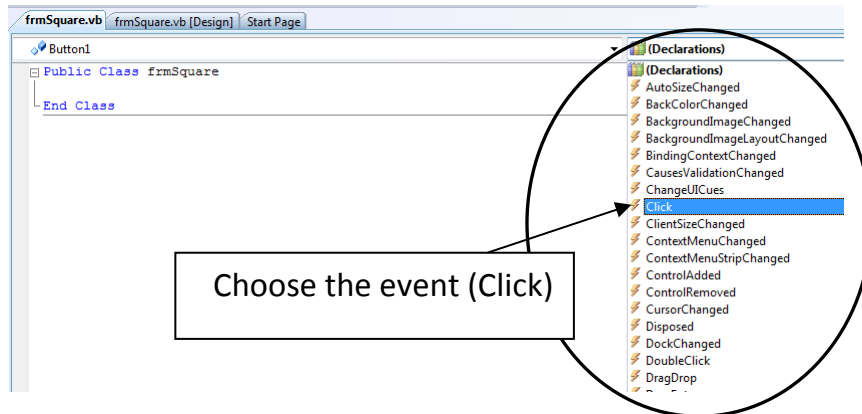 frmSquare.vb frmSquare.vb [Design] Start Page
Button1 (Declarations)
Public Class frmSquare
End Class
(Declarations)
AutoSizeChanged
BackColorChanged
BackgroundImageChanged
BackgroundImageLayoutChanged
BindingContextChanged
CausesValidationChanged
ChangeUICues
Click
ClientSizeChanged
ContextMenuChanged
ContextMenuStripChanged
ControlAdded
ControlRemoved
CursorChanged
Disposed
DockChanged
DoubleClick
DragDrop
Choose the event (Click)